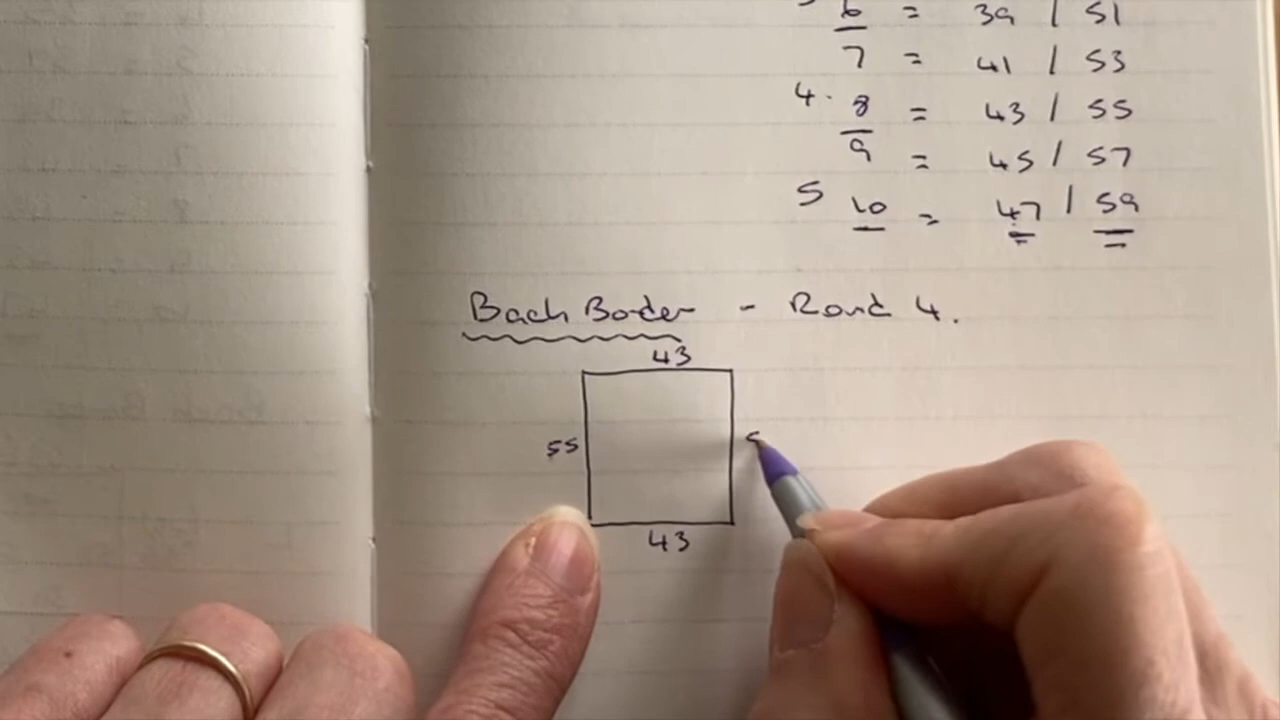 6 = 39 / 51
7 = 41 / 53
4. 8 = 43 / 55
9 = 45 / 57
5 10 = 47 / 59
Back Border - Round 4.
43
55 5
43